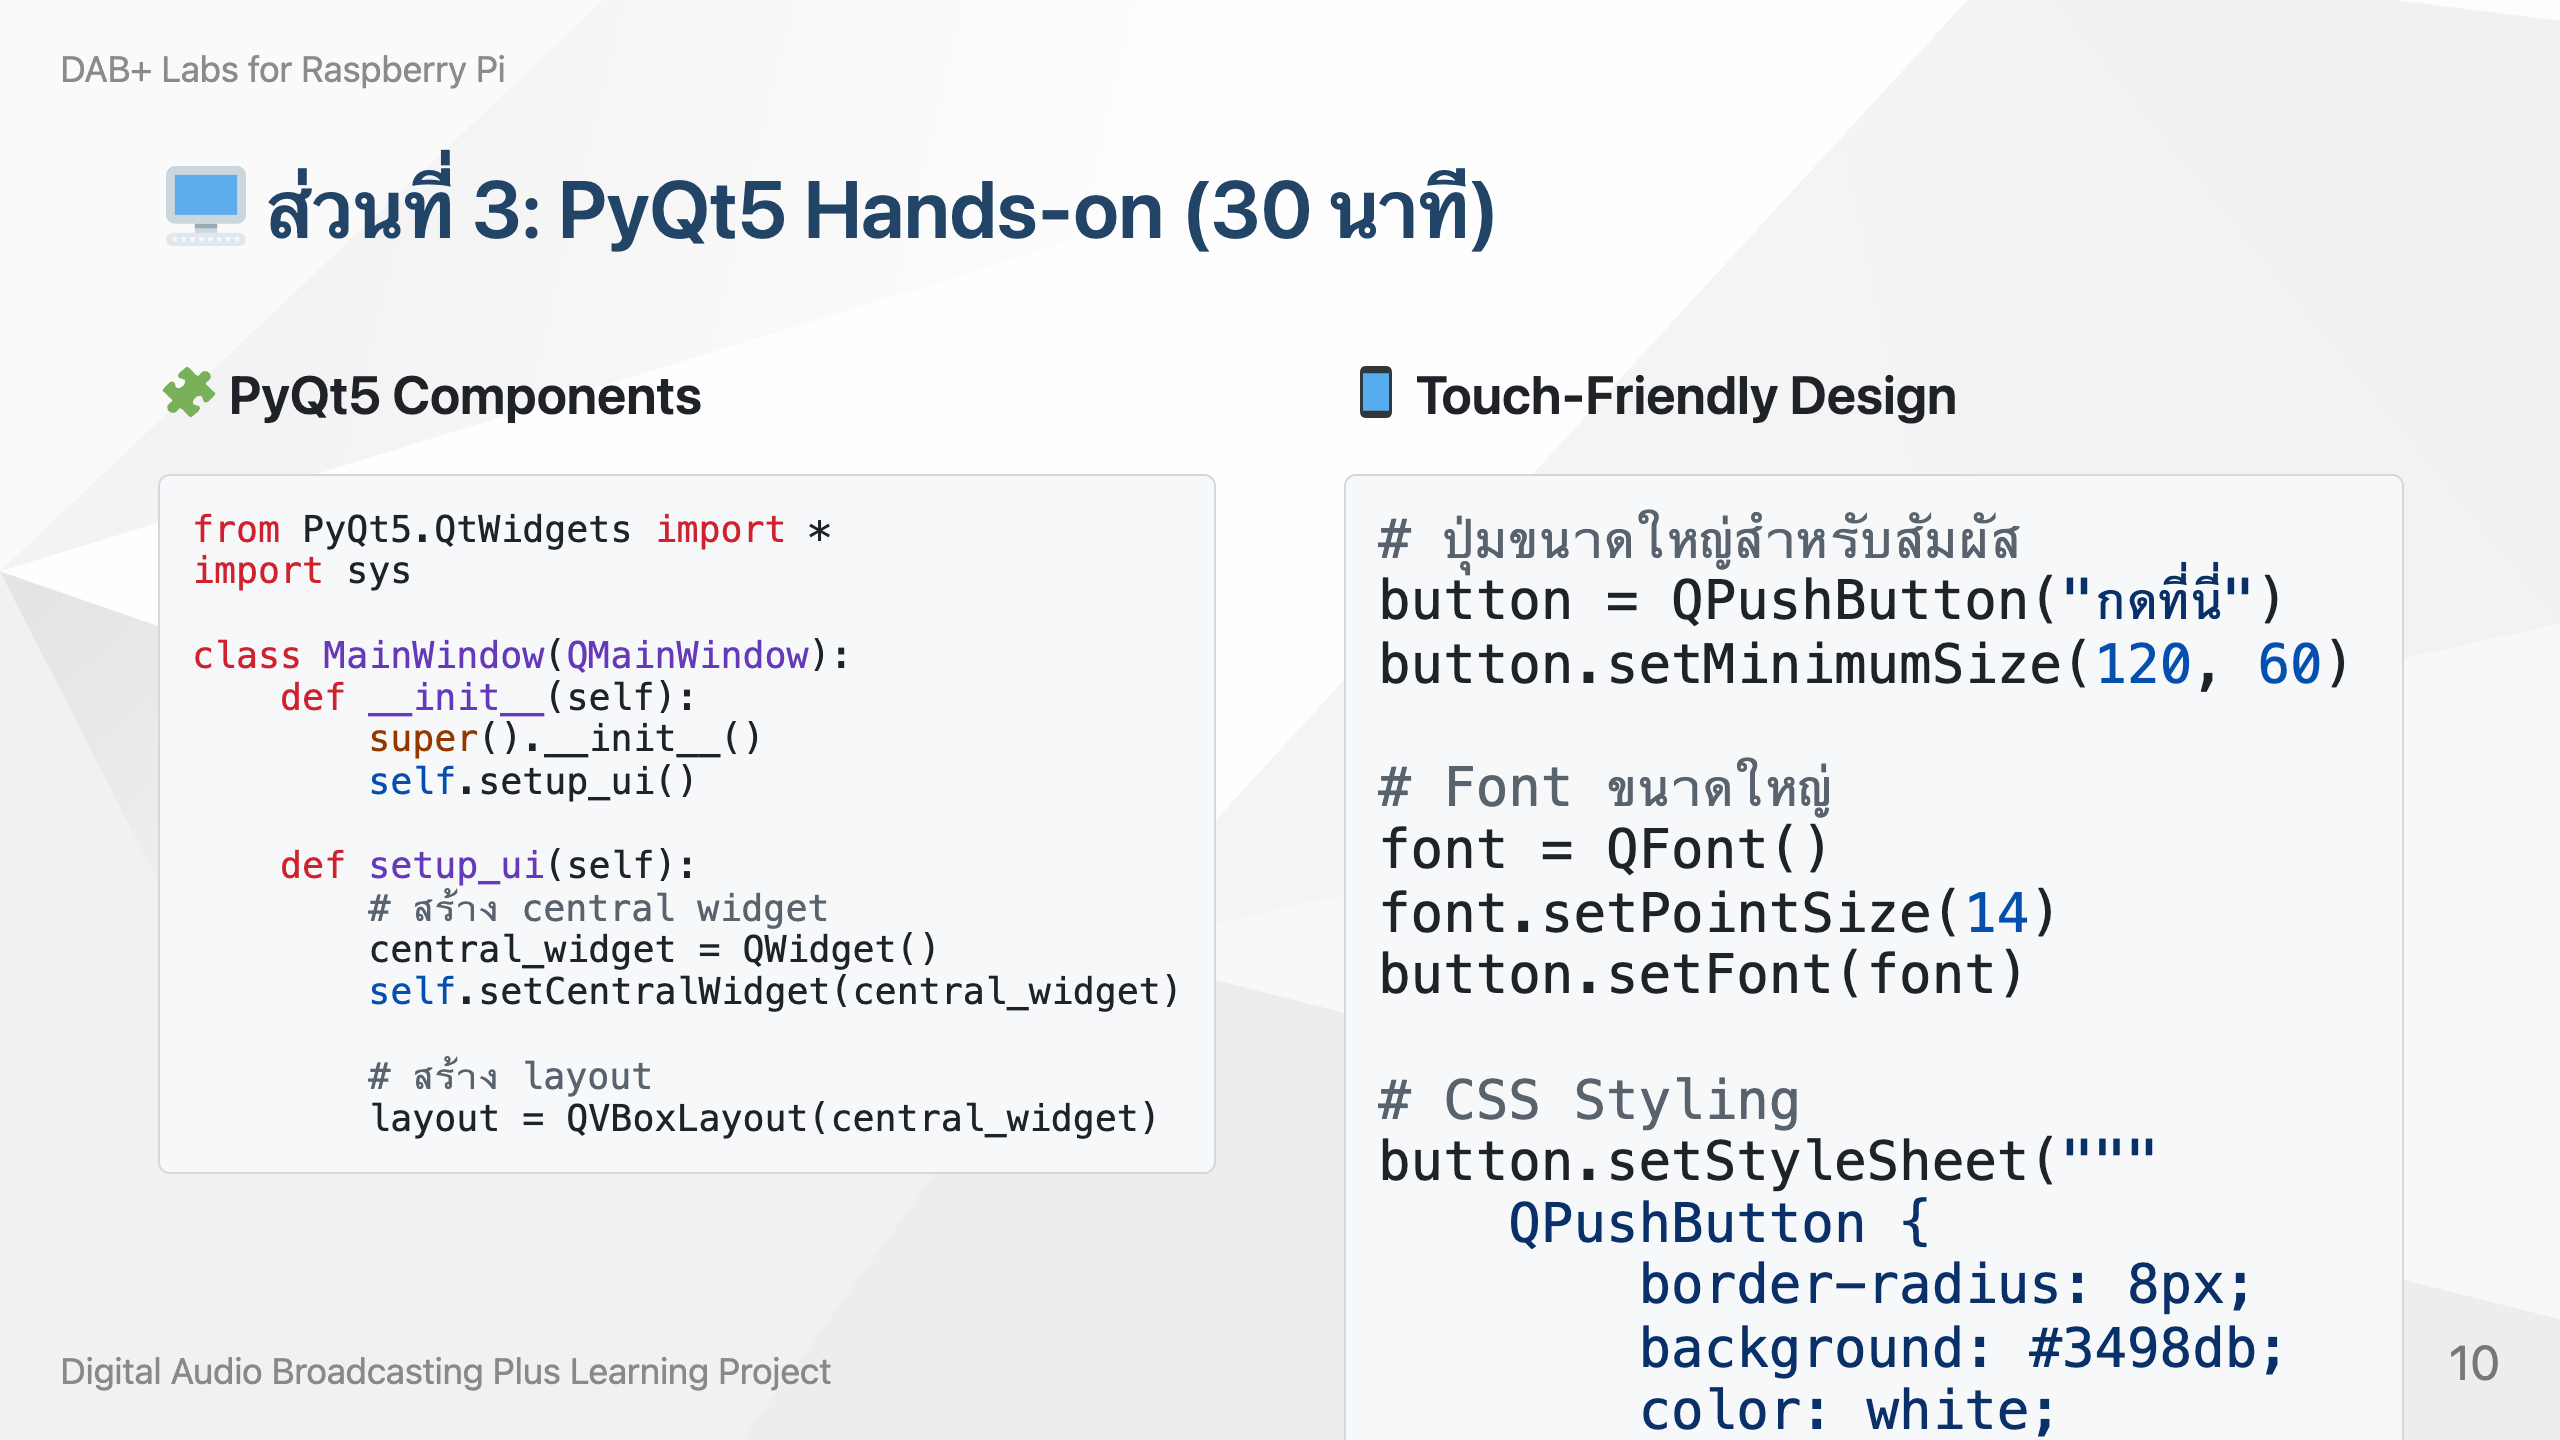 DAB+ Labs for Raspberry Pi
ส่วนที่ 3: PyQt5 Hands-on (30 นาที)
PyQt5 Components
from PyQt5.QtWidgets import *
import sys
class MainWindow(QMainWindow):
    def __init__(self):
        super().__init__()
        self.setup_ui()
    def setup_ui(self):
        # สร้าง central widget
        central_widget = QWidget()
        self.setCentralWidget(central_widget)
        # สร้าง layout
        layout = QVBoxLayout(central_widget)
Touch-Friendly Design
# ปุ่มขนาดใหญ่สำหรับสัมผัส
button = QPushButton("กดที่นี่")
button.setMinimumSize(120, 60)
# Font ขนาดใหญ่
font = QFont()
font.setPointSize(14)
button.setFont(font)
# CSS Styling
button.setStyleSheet("""
    QPushButton {
        border-radius: 8px;
        background: #3498db;
        color: white;
Digital Audio Broadcasting Plus Learning Project
10